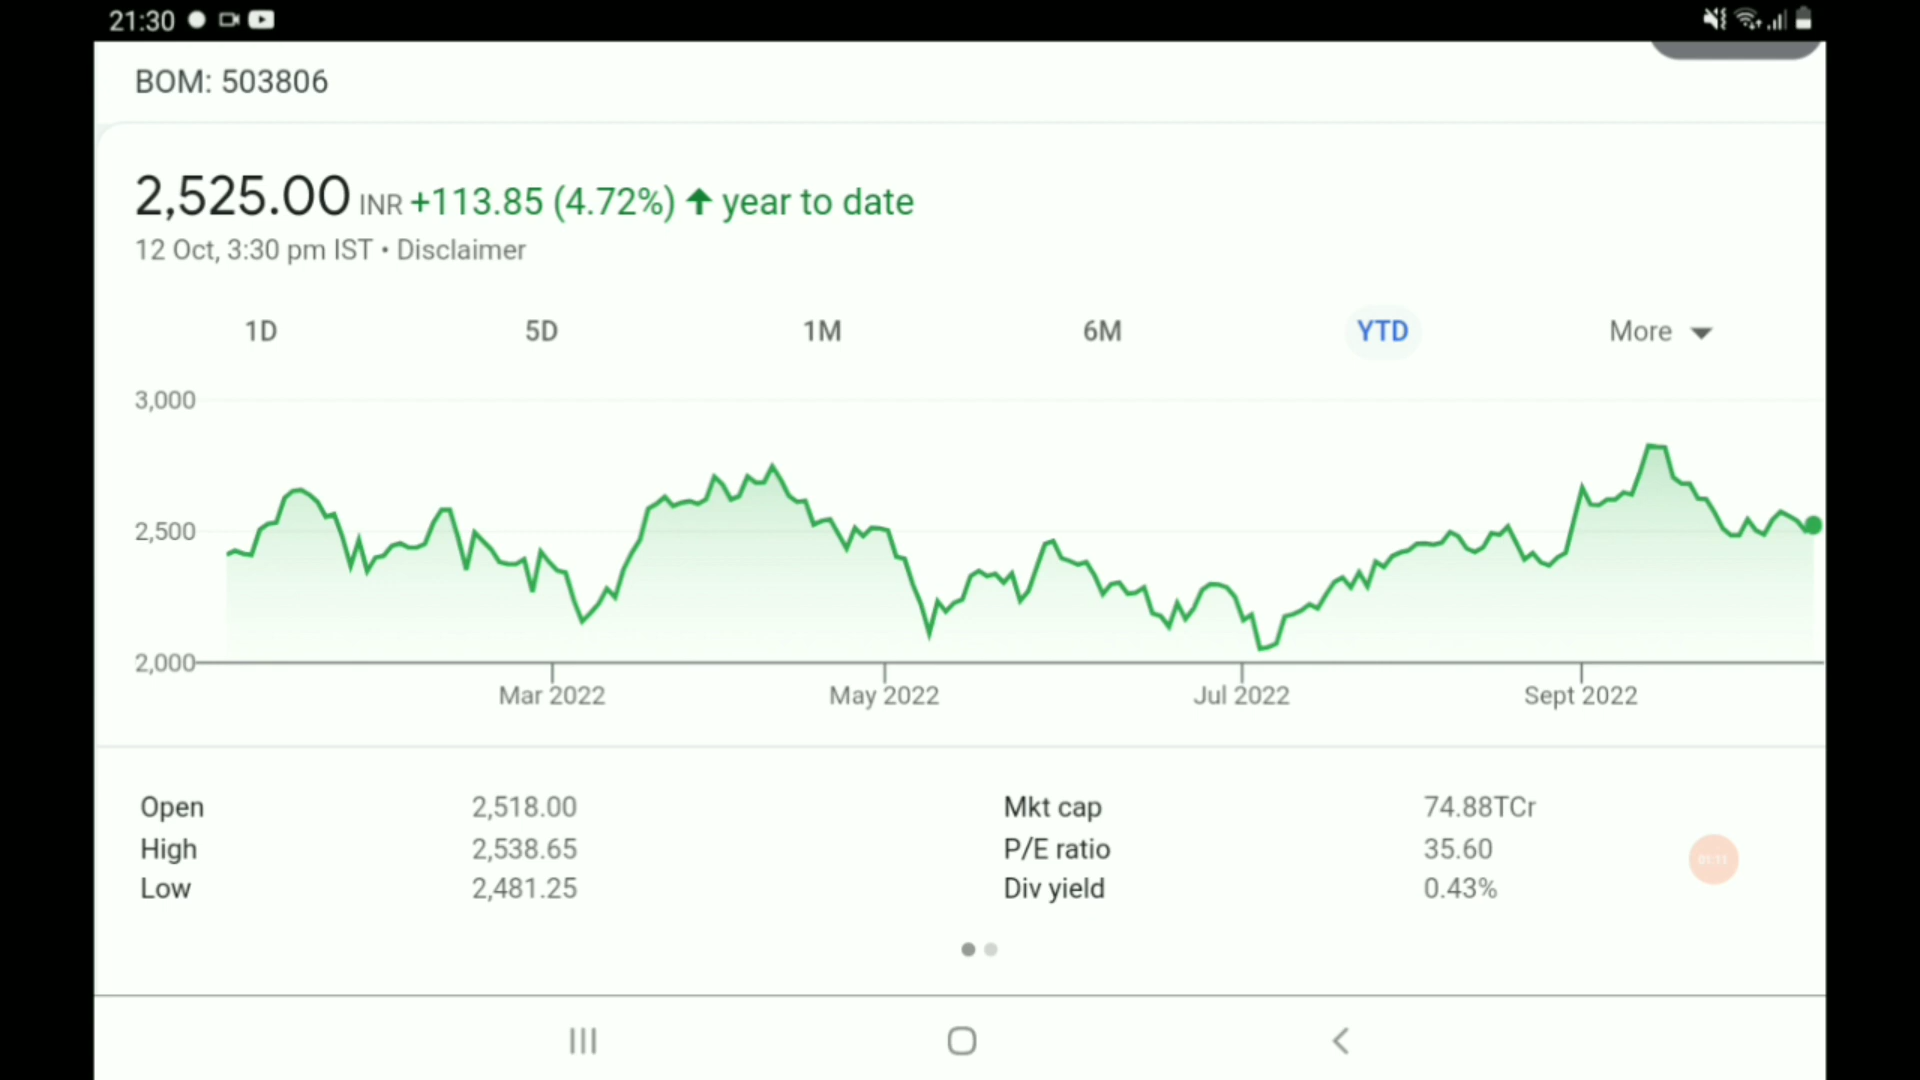 21:30
BOM: 503806
2,525.00 INR +113.85 (4.72%) ↑ year to date
12 Oct, 3:30 pm IST • Disclaimer
1D 5D 1M 6M YTD More
3,000
2,500
2,000
Mar 2022 May 2022 Jul 2022 Sept 2022
Open 2,518.00 Mkt cap 74.88TCr
High 2,538.65 P/E ratio 35.60
Low 2,481.25 Div yield 0.43%
01:11